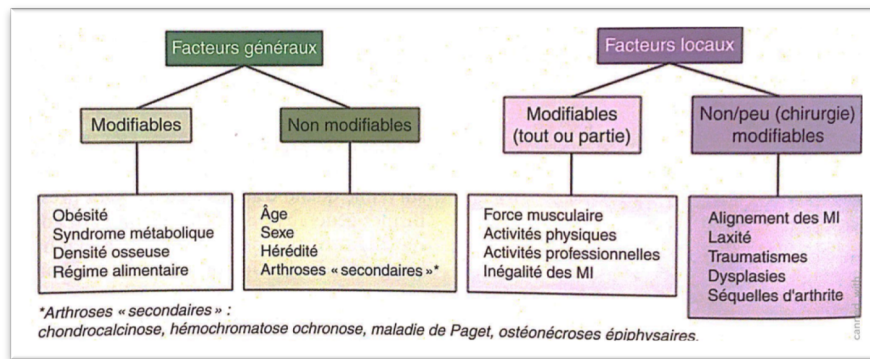 Facteurs généraux
Modifiables
Non modifiables
Obésité
Syndrome métabolique
Densité osseuse
Régime alimentaire
Âge
Sexe
Hérédité
Arthroses « secondaires »*
Facteurs locaux
Modifiables
(tout ou partie)
Non/peu (chirurgie)
modifiables
Force musculaire
Activités physiques
Activités professionnelles
Inégalité des MI
Alignement des MI
Laxité
Traumatismes
Dysplasies
Séquelles d'arthrite
*Arthroses « secondaires » :
chondrocalcinose, hémochromatose ochronose, maladie de Paget, ostéonécroses épiphysaires.